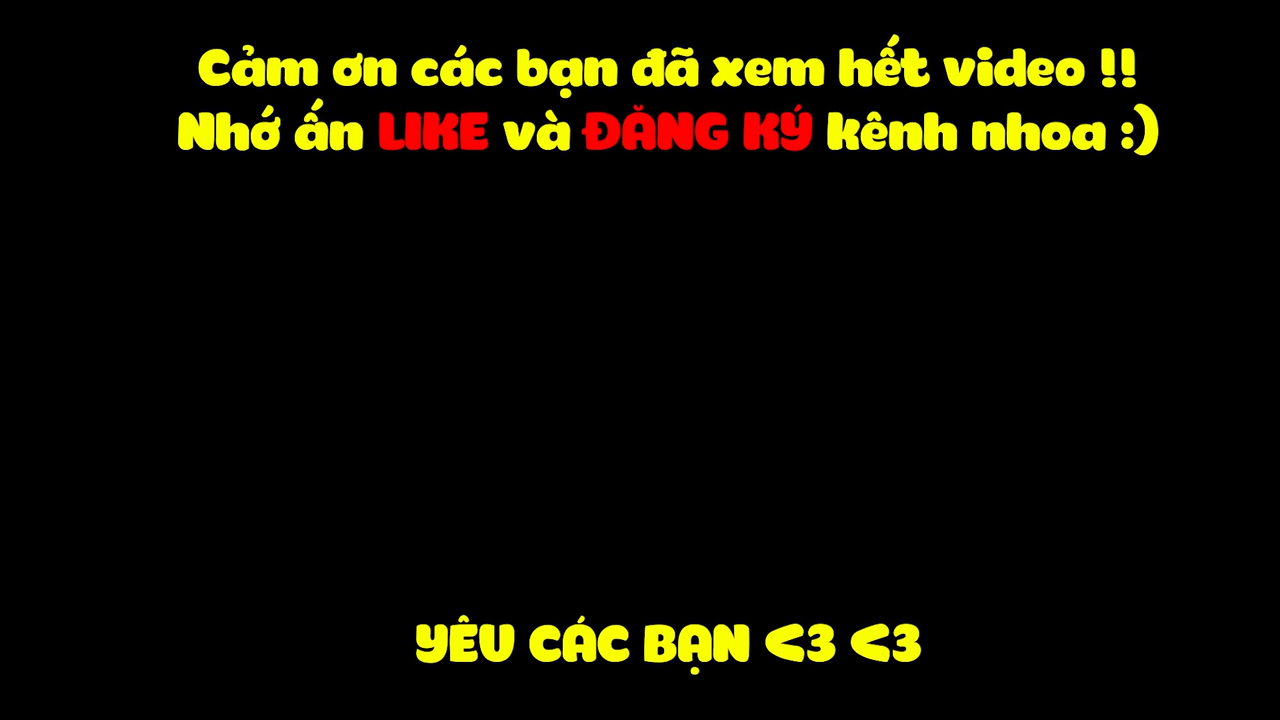 Cảm ơn các bạn đã xem hết video !!
Nhớ ấn LIKE và ĐĂNG KÝ kênh nhoa :)
YÊU CÁC BẠN <3 <3